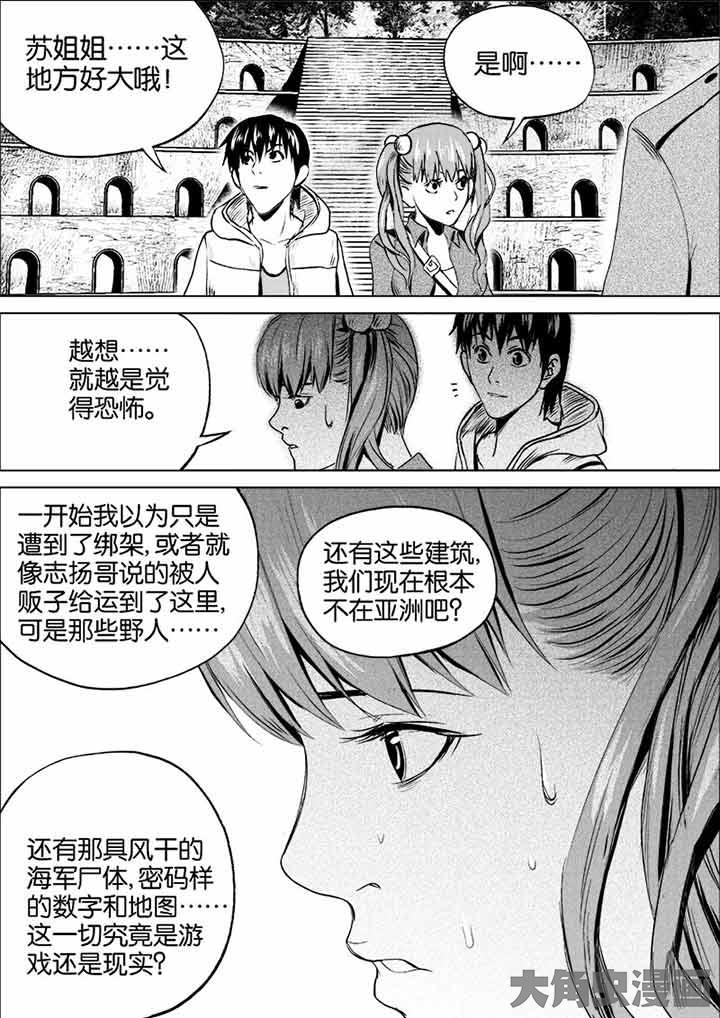 苏姐姐……这
地方好大哦！
是啊……
越想……
就越是觉
得恐怖。
一开始我以为只是
遭到了绑架,或者就
像志扬哥说的被人
贩子给运到了这里,
可是那些野人……
还有这些建筑,
我们现在根本
不在亚洲吧？
还有那具风干的
海军尸体,密码样
的数字和地图……
这一切究竟是游
戏还是现实？
大角虫漫画